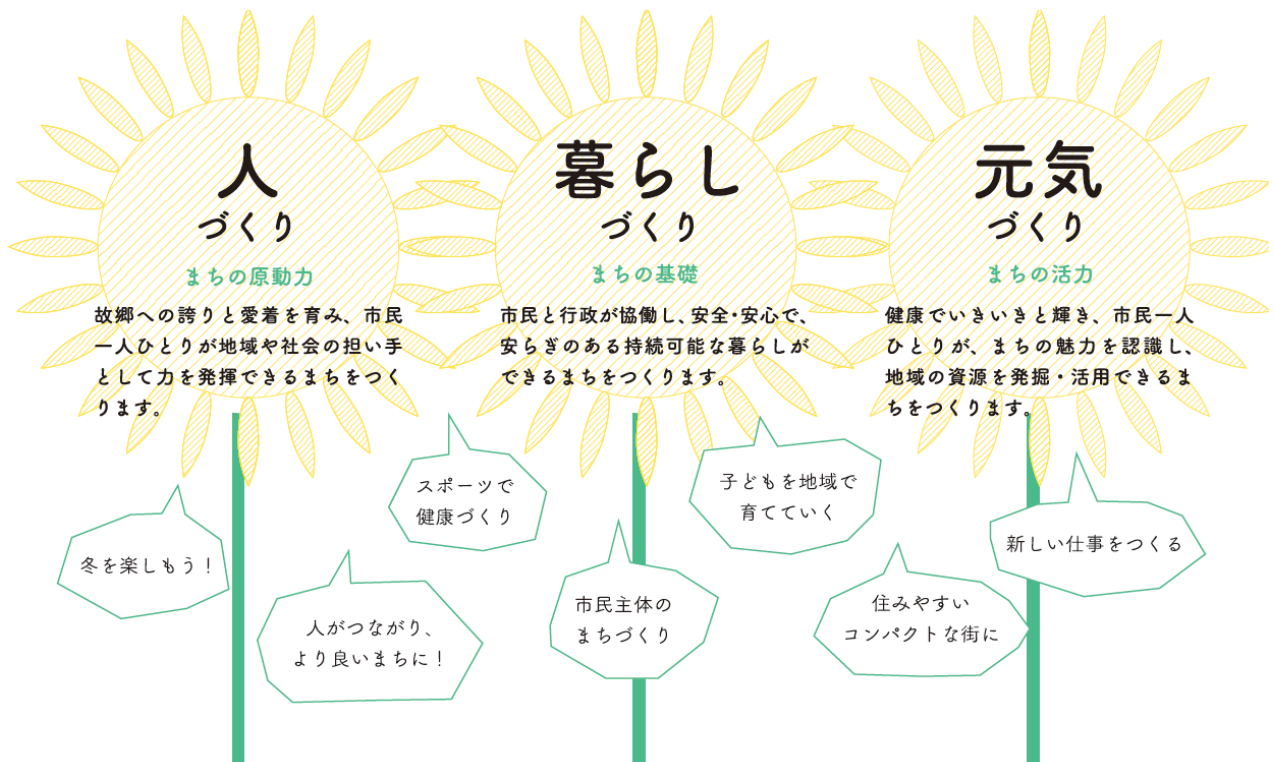 人
づくり
まちの原動力
故郷への誇りと愛着を育み、市民
一人ひとりが地域や社会の担い手
として力を発揮できるまちをつく
ります。
暮らし
づくり
まちの基礎
市民と行政が協働し、安全・安心で、
安らぎのある持続可能な暮らしが
できるまちをつくります。
元気
づくり
まちの活力
健康でいきいきと輝き、市民一人
ひとりが、まちの魅力を認識し、
地域の資源を発掘・活用できるま
ちをつくります。
冬を楽しもう！
人がつながり、
より良いまちに！
スポーツで
健康づくり
市民主体の
まちづくり
子どもを地域で
育てていく
住みやすい
コンパクトな街に
新しい仕事をつくる